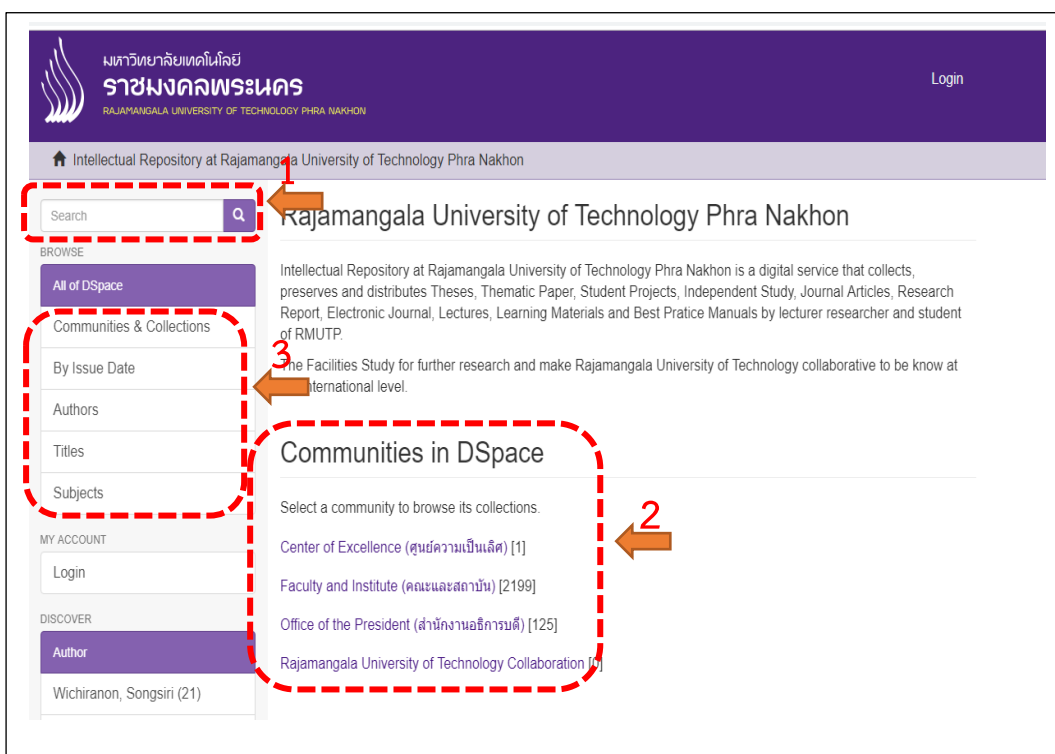 มหาวิทยาลัยเทคโนโลยี
ราชมงคลพระนคร
RAJAMANGALA UNIVERSITY OF TECHNOLOGY PHRA NAKHON
Login
Intellectual Repository at Rajamangala University of Technology Phra Nakhon
1
Search
Rajamangala University of Technology Phra Nakhon
BROWSE
All of DSpace
Communities & Collections
By Issue Date
Authors
Titles
Subjects
3
Intellectual Repository at Rajamangala University of Technology Phra Nakhon is a digital service that collects,
preserves and distributes Theses, Thematic Paper, Student Projects, Independent Study, Journal Articles, Research
Report, Electronic Journal, Lectures, Learning Materials and Best Pratice Manuals by lecturer researcher and student
of RMUTP.
The Facilities Study for further research and make Rajamangala University of Technology collaborative to be know at
international level.
Communities in DSpace
Select a community to browse its collections.
2
Center of Excellence (ศูนย์ความเป็นเลิศ) [1]
Faculty and Institute (คณะและสถาบัน) [2199]
Office of the President (สำนักงานอธิการบดี) [125]
Rajamangala University of Technology Collaboration [0]
MY ACCOUNT
Login
DISCOVER
Author
Wichiranon, Songsiri (21)